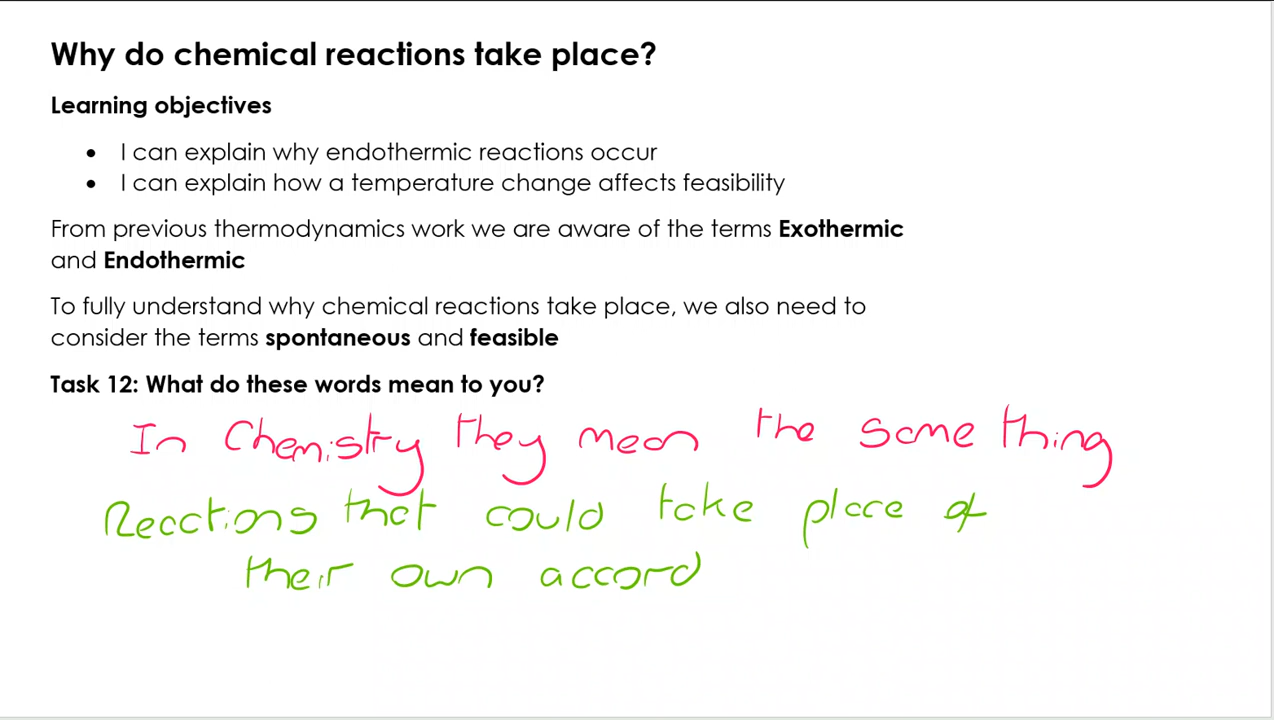 Why do chemical reactions take place?
Learning objectives
• I can explain why endothermic reactions occur
• I can explain how a temperature change affects feasibility
From previous thermodynamics work we are aware of the terms Exothermic
and Endothermic
To fully understand why chemical reactions take place, we also need to
consider the terms spontaneous and feasible
Task 12: What do these words mean to you?
In Chemistry they mean the same thing
Reactions that could take place of
their own accord